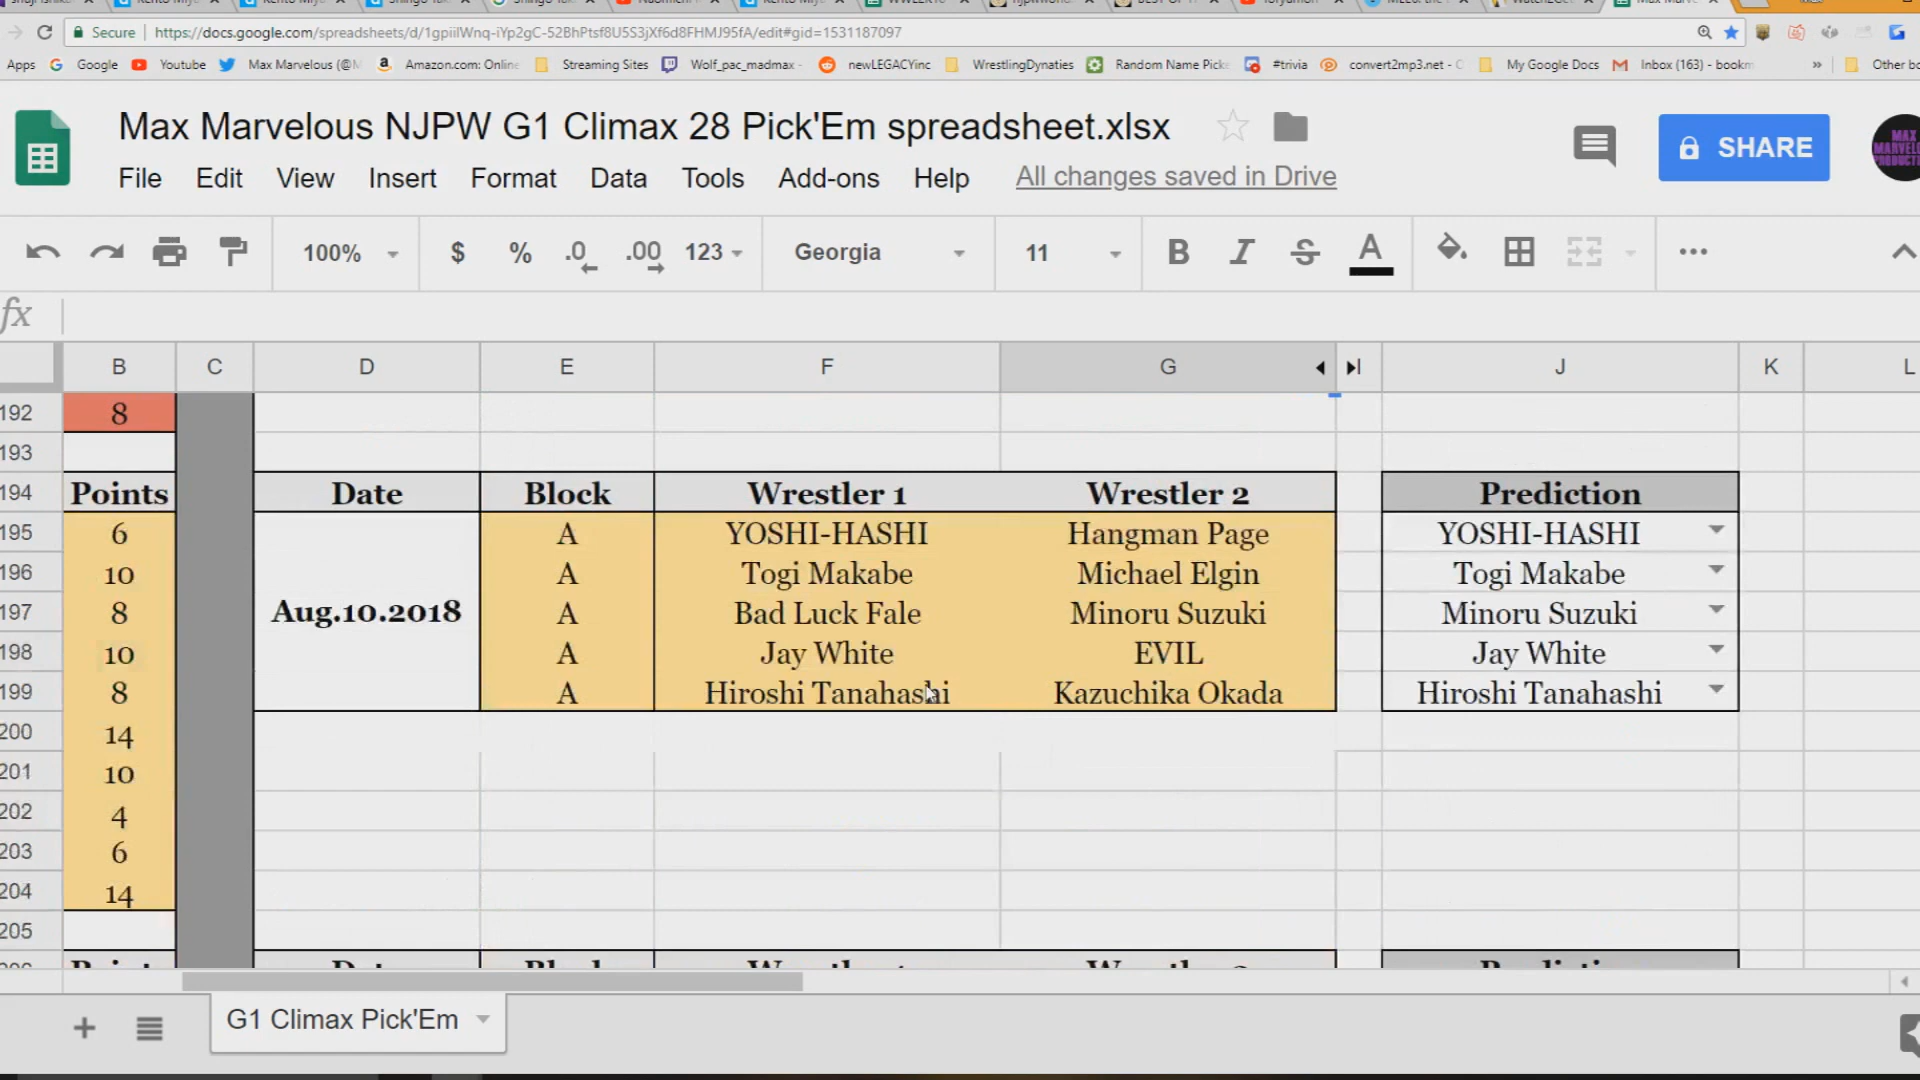 Secure https://docs.google.com/spreadsheets/d/1gpiilWnq-iYp2gC-52BhPtsf8U5S3jXf6d8FHMJ95fA/edit#gid=1531187097
Apps Google Youtube Max Marvelous (@M Amazon.com: Online Streaming Sites Wolf_pac_madmax - newLEGACYinc WrestlingDynaties Random Name Picke #trivia convert2mp3.net - C My Google Docs Inbox (163) - bookm » Other bo
Max Marvelous NJPW G1 Climax 28 Pick'Em spreadsheet.xlsx
SHARE
File Edit View Insert Format Data Tools Add-ons Help All changes saved in Drive
100% $ % .0 .00 123 Georgia 11 B I S A
fx
B C D E F G I J K L
192 8
193
194 Points Date Block Wrestler 1 Wrestler 2 Prediction
195 6 A YOSHI-HASHI Hangman Page YOSHI-HASHI
196 10 A Togi Makabe Michael Elgin Togi Makabe
197 8 Aug.10.2018 A Bad Luck Fale Minoru Suzuki Minoru Suzuki
198 10 A Jay White EVIL Jay White
199 8 A Hiroshi Tanahashi Kazuchika Okada Hiroshi Tanahashi
200 14
201 10
202 4
203 6
204 14
205
G1 Climax Pick'Em